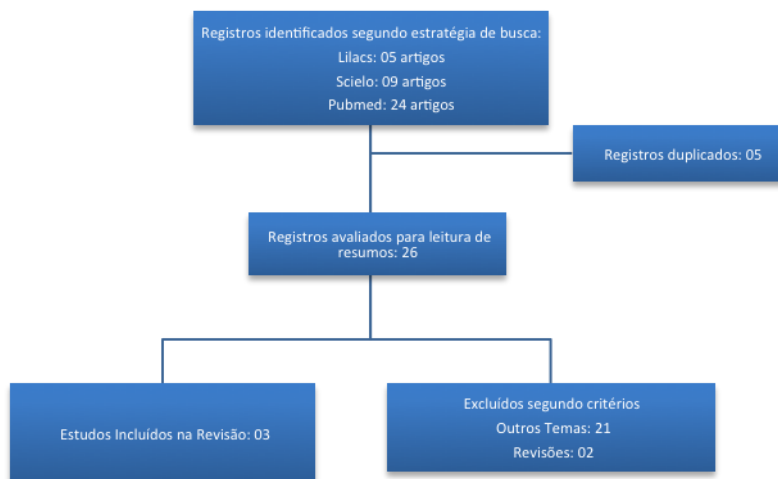 Registros identificados segundo estratégia de busca:
Lilacs: 05 artigos
Scielo: 09 artigos
Pubmed: 24 artigos
Registros duplicados: 05
Registros avaliados para leitura de
resumos: 26
Estudos Incluídos na Revisão: 03
Excluídos segundo critérios
Outros Temas: 21
Revisões: 02